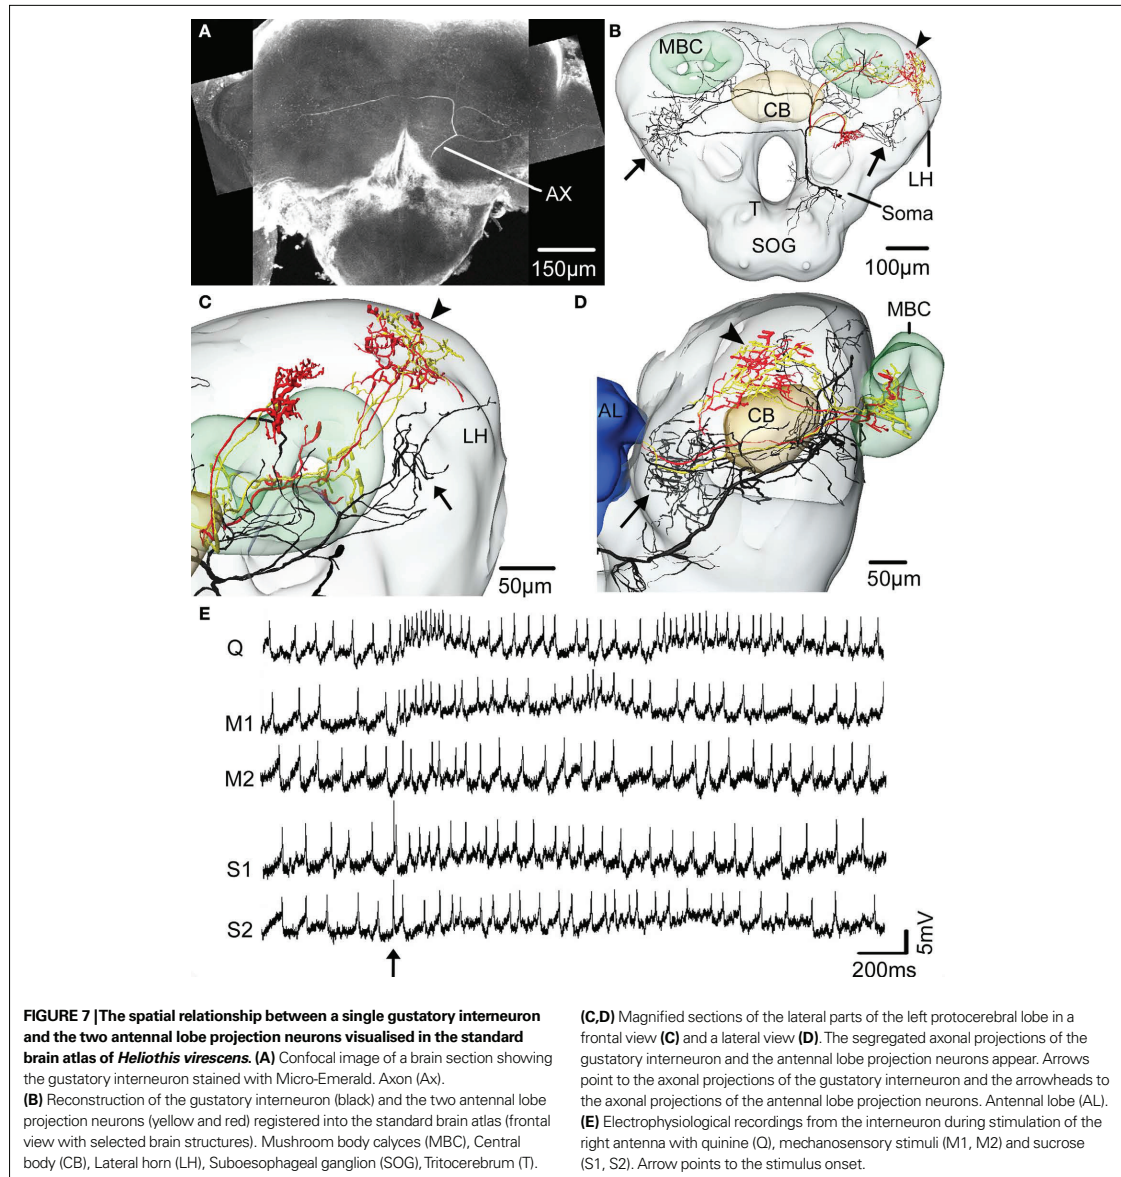 A
AX
150µm
B
MBC
CB
LH
Soma
T
SOG
100µm
C
LH
50µm
D
MBC
AL
CB
50µm
E
Q
M1
M2
S1
S2
5mV
200ms
FIGURE 7 | The spatial relationship between a single gustatory interneuron
and the two antennal lobe projection neurons visualised in the standard
brain atlas of Heliothis virescens. (A) Confocal image of a brain section showing
the gustatory interneuron stained with Micro-Emerald. Axon (Ax).
(B) Reconstruction of the gustatory interneuron (black) and the two antennal lobe
projection neurons (yellow and red) registered into the standard brain atlas (frontal
view with selected brain structures). Mushroom body calyces (MBC), Central
body (CB), Lateral horn (LH), Suboesophageal ganglion (SOG), Tritocerebrum (T).
(C,D) Magnified sections of the lateral parts of the left protocerebral lobe in a
frontal view (C) and a lateral view (D). The segregated axonal projections of the
gustatory interneuron and the antennal lobe projection neurons appear. Arrows
point to the axonal projections of the gustatory interneuron and the arrowheads to
the axonal projections of the antennal lobe projection neurons. Antennal lobe (AL).
(E) Electrophysiological recordings from the interneuron during stimulation of the
right antenna with quinine (Q), mechanosensory stimuli (M1, M2) and sucrose
(S1, S2). Arrow points to the stimulus onset.